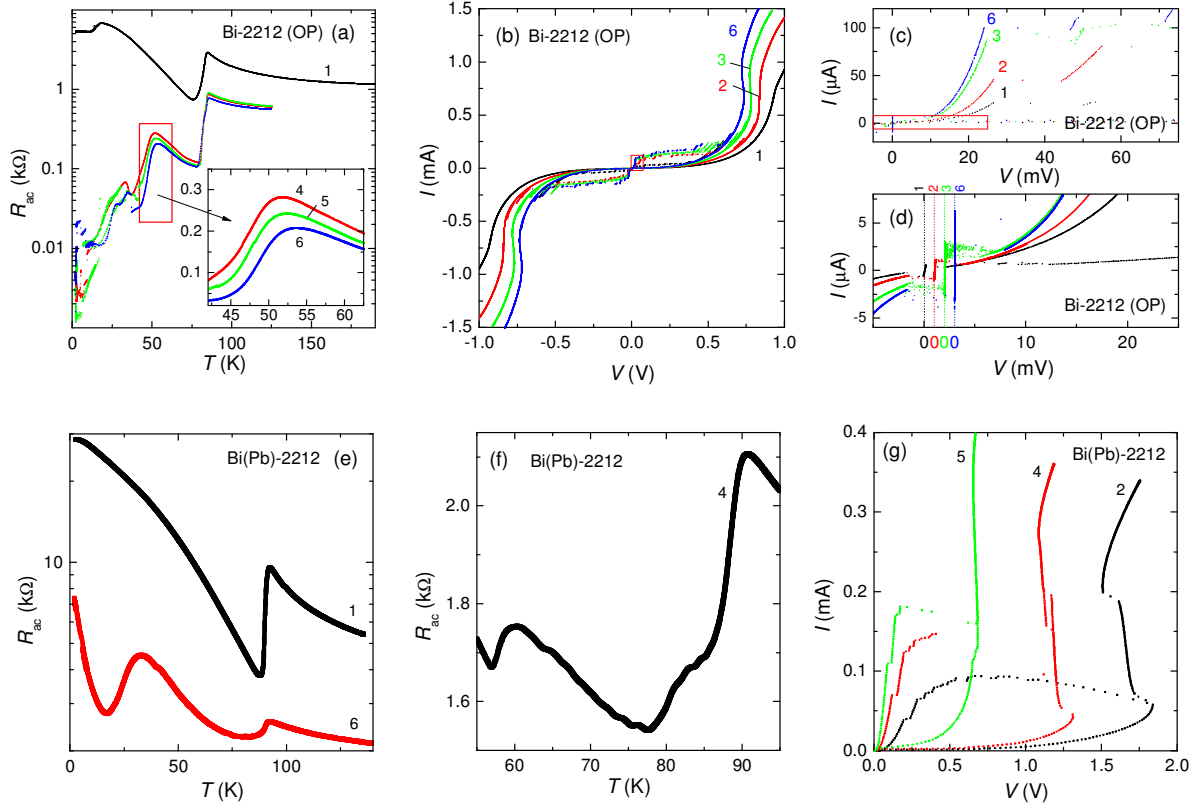 Bi-2212 (OP) (a)
1
10
1
0.1
0.01
R_ac (kΩ)
0 50 100 150
T (K)
0.3
0.2
0.1
4
5
6
45 50 55 60
(b) Bi-2212 (OP)
6
3
2
1
1.5
1.0
0.5
0.0
-0.5
-1.0
-1.5
I (mA)
-1.0 -0.5 0.0 0.5 1.0
V (V)
(c)
6
3
2
1
100
50
0
I (μA)
Bi-2212 (OP)
0 20 40 60
V (mV)
1 2 3 6
(d)
5
0
-5
I (μA)
Bi-2212 (OP)
0 0 0 0 10 20
V (mV)
Bi(Pb)-2212 (e)
1
6
10
R_ac (kΩ)
0 50 100
T (K)
(f) Bi(Pb)-2212
4
2.0
1.9
1.8
1.7
1.6
R_ac (kΩ)
60 70 80 90
T (K)
Bi(Pb)-2212 (g)
5
4
2
0.4
0.3
0.2
0.1
0.0
I (mA)
0.0 0.5 1.0 1.5 2.0
V (V)